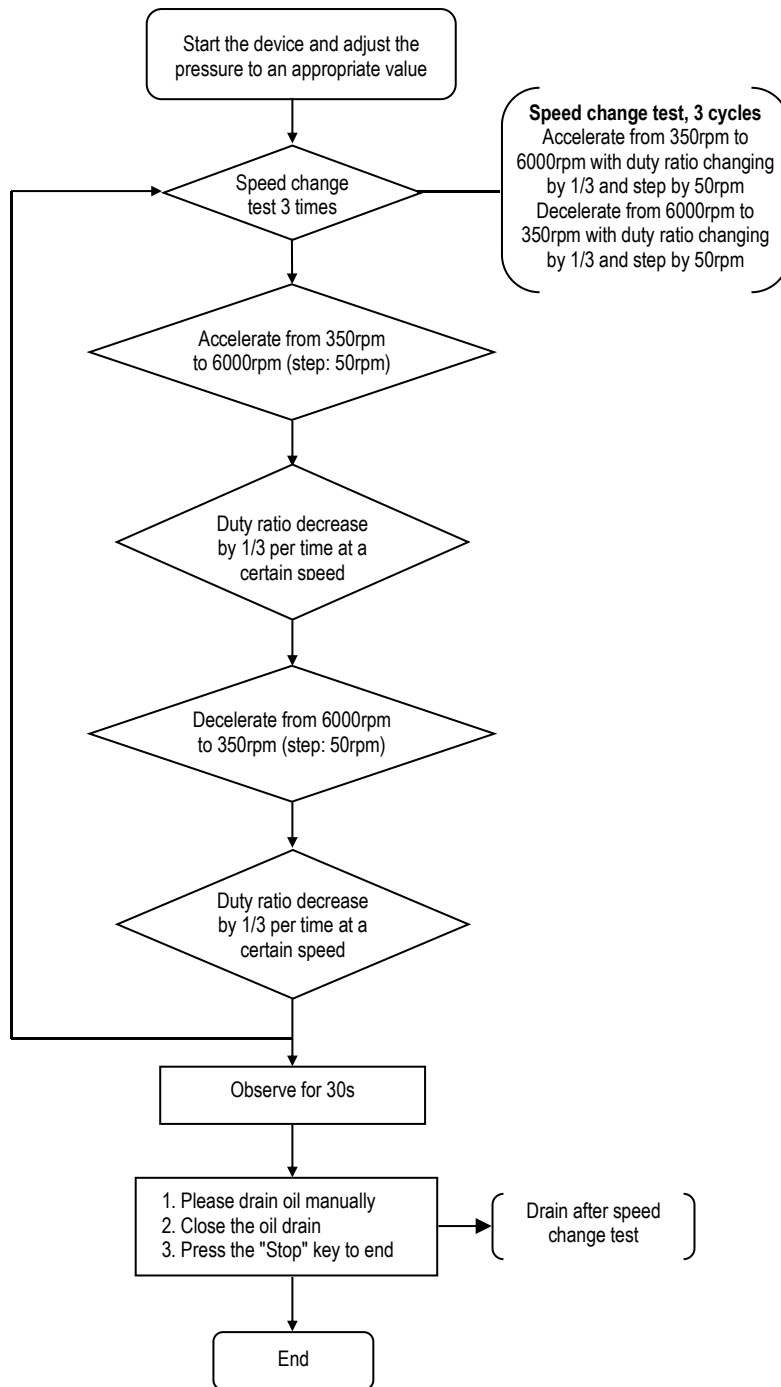 Start the device and adjust the
pressure to an appropriate value
Speed change test, 3 cycles
Accelerate from 350rpm to
6000rpm with duty ratio changing
by 1/3 and step by 50rpm
Decelerate from 6000rpm to
350rpm with duty ratio changing
by 1/3 and step by 50rpm
Speed change
test 3 times
Accelerate from 350rpm
to 6000rpm (step: 50rpm)
Duty ratio decrease
by 1/3 per time at a
certain speed
Decelerate from 6000rpm
to 350rpm (step: 50rpm)
Duty ratio decrease
by 1/3 per time at a
certain speed
Observe for 30s
1. Please drain oil manually
2. Close the oil drain
3. Press the "Stop" key to end
Drain after speed
change test
End